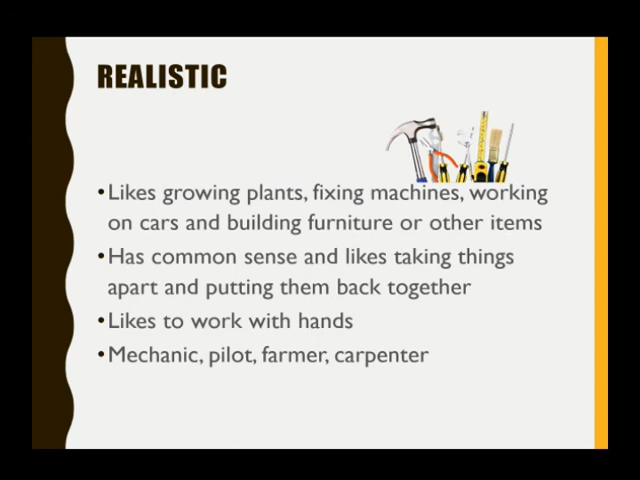 REALISTIC
•Likes growing plants, fixing machines, working
on cars and building furniture or other items
•Has common sense and likes taking things
apart and putting them back together
•Likes to work with hands
•Mechanic, pilot, farmer, carpenter